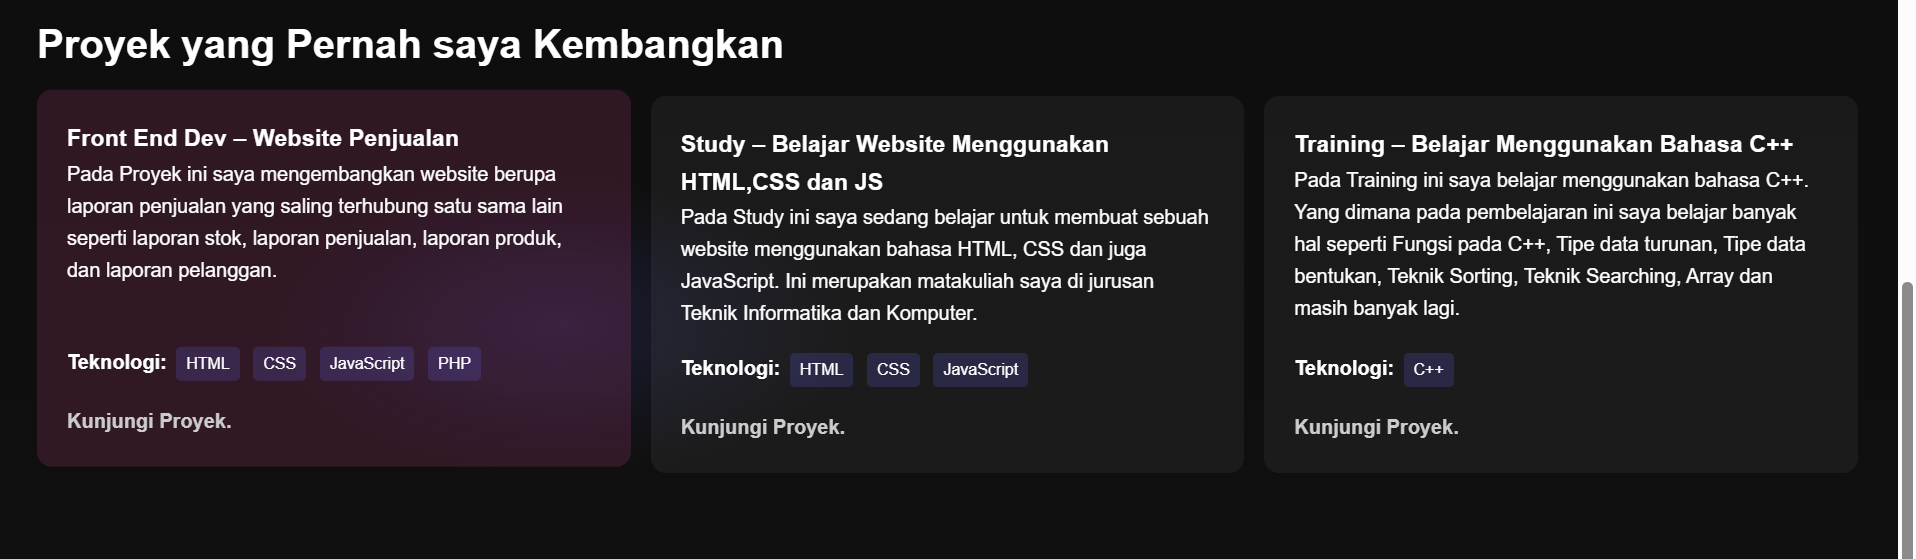 Proyek yang Pernah saya Kembangkan
Front End Dev – Website Penjualan
Pada Proyek ini saya mengembangkan website berupa
laporan penjualan yang saling terhubung satu sama lain
seperti laporan stok, laporan penjualan, laporan produk,
dan laporan pelanggan.
Teknologi: HTML CSS JavaScript PHP
Kunjungi Proyek.
Study – Belajar Website Menggunakan
HTML,CSS dan JS
Pada Study ini saya sedang belajar untuk membuat sebuah
website menggunakan bahasa HTML, CSS dan juga
JavaScript. Ini merupakan matakuliah saya di jurusan
Teknik Informatika dan Komputer.
Teknologi: HTML CSS JavaScript
Kunjungi Proyek.
Training – Belajar Menggunakan Bahasa C++
Pada Training ini saya belajar menggunakan bahasa C++.
Yang dimana pada pembelajaran ini saya belajar banyak
hal seperti Fungsi pada C++, Tipe data turunan, Tipe data
bentukan, Teknik Sorting, Teknik Searching, Array dan
masih banyak lagi.
Teknologi: C++
Kunjungi Proyek.